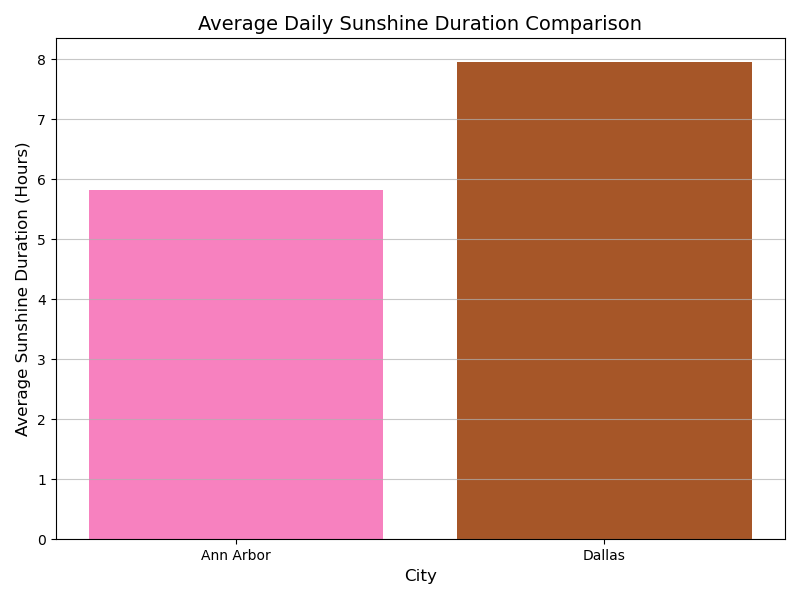 Average Daily Sunshine Duration Comparison
Average Sunshine Duration (Hours)
8
7
6
5
4
3
2
1
0
Ann Arbor
Dallas
City